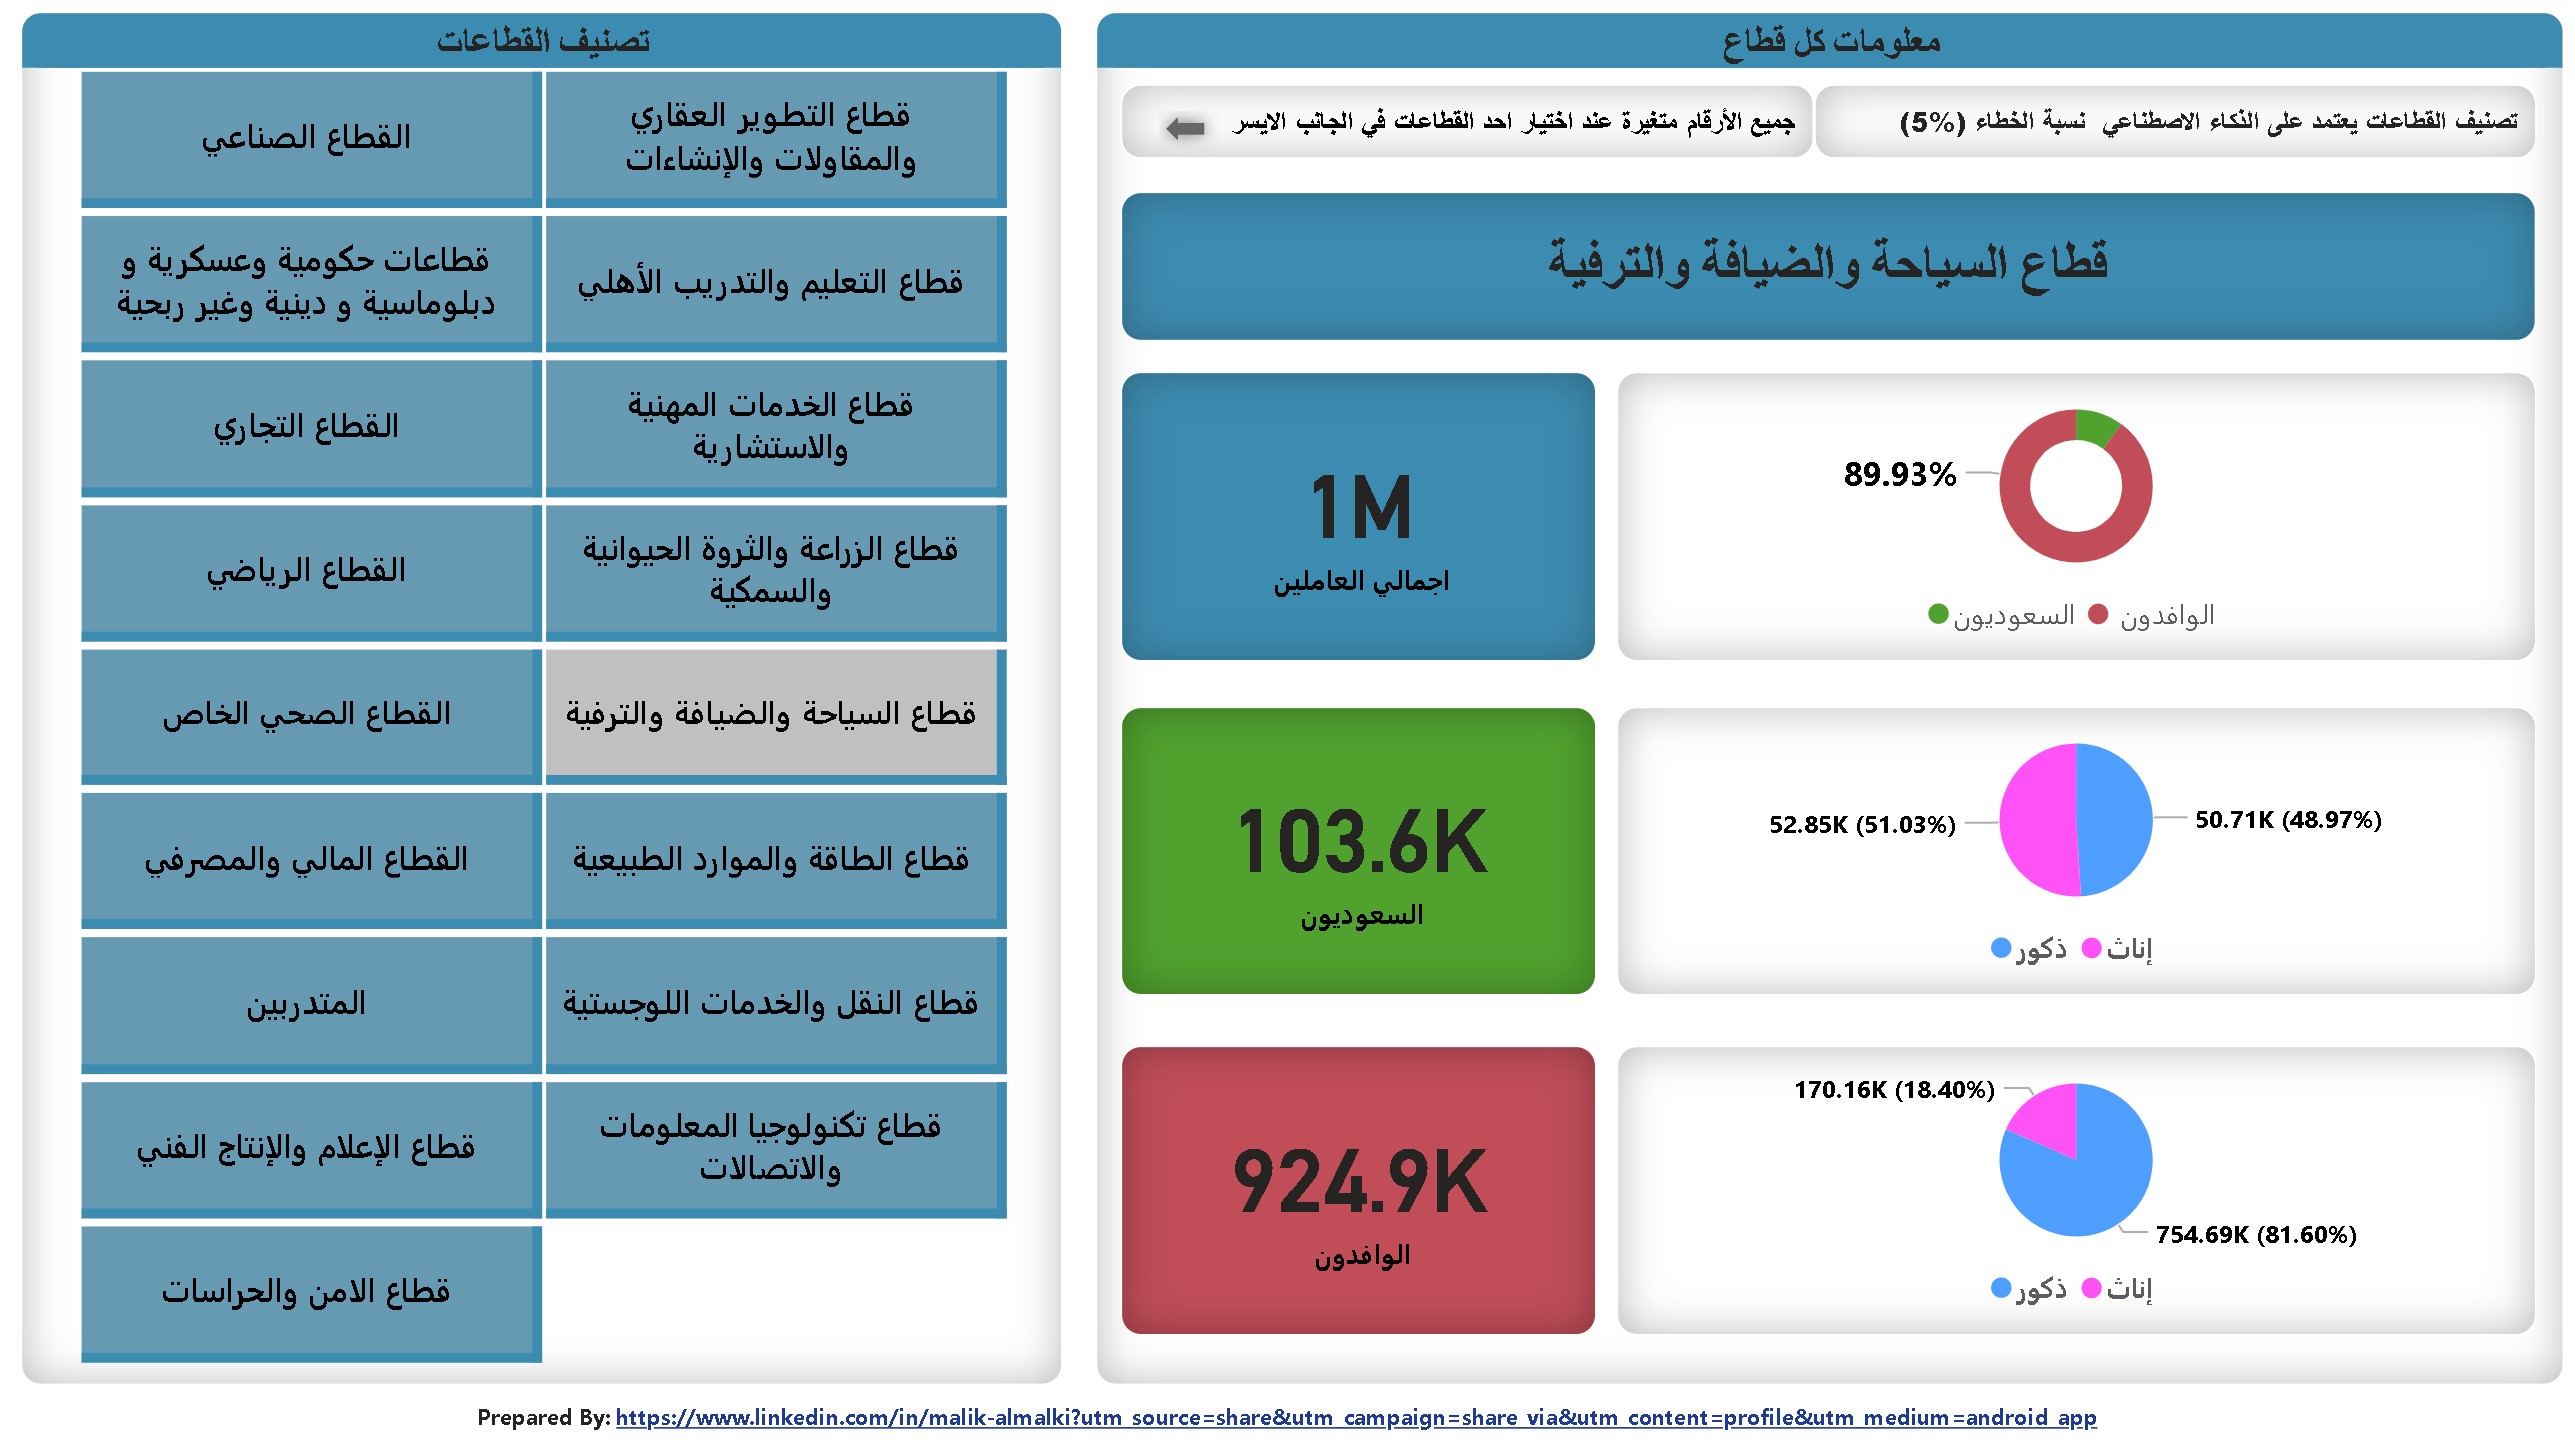 معلومات كل قطاع
تصنيف القطاعات يعتمد على الذكاء الاصطناعي نسبة الخطاء (5%)
جميع الأرقام متغيرة عند اختيار احد القطاعات في الجانب الايسر
قطاع السياحة والضيافة والترفية
89.93%
الوافدون
السعوديون
1M
اجمالي العاملين
50.71K (48.97%)
52.85K (51.03%)
إناث
ذكور
103.6K
السعوديون
170.16K (18.40%)
754.69K (81.60%)
إناث
ذكور
924.9K
الوافدون
تصنيف القطاعات
قطاع التطوير العقاري
والمقاولات والإنشاءات
القطاع الصناعي
قطاع التعليم والتدريب الأهلي
قطاعات حكومية وعسكرية و
دبلوماسية و دينية وغير ربحية
قطاع الخدمات المهنية
والاستشارية
القطاع التجاري
قطاع الزراعة والثروة الحيوانية
والسمكية
القطاع الرياضي
قطاع السياحة والضيافة والترفية
القطاع الصحي الخاص
قطاع الطاقة والموارد الطبيعية
القطاع المالي والمصرفي
قطاع النقل والخدمات اللوجستية
المتدربين
قطاع تكنولوجيا المعلومات
والاتصالات
قطاع الإعلام والإنتاج الفني
قطاع الامن والحراسات
Prepared By: https://www.linkedin.com/in/malik-almalki?utm_source=share&utm_campaign=share_via&utm_content=profile&utm_medium=android_app